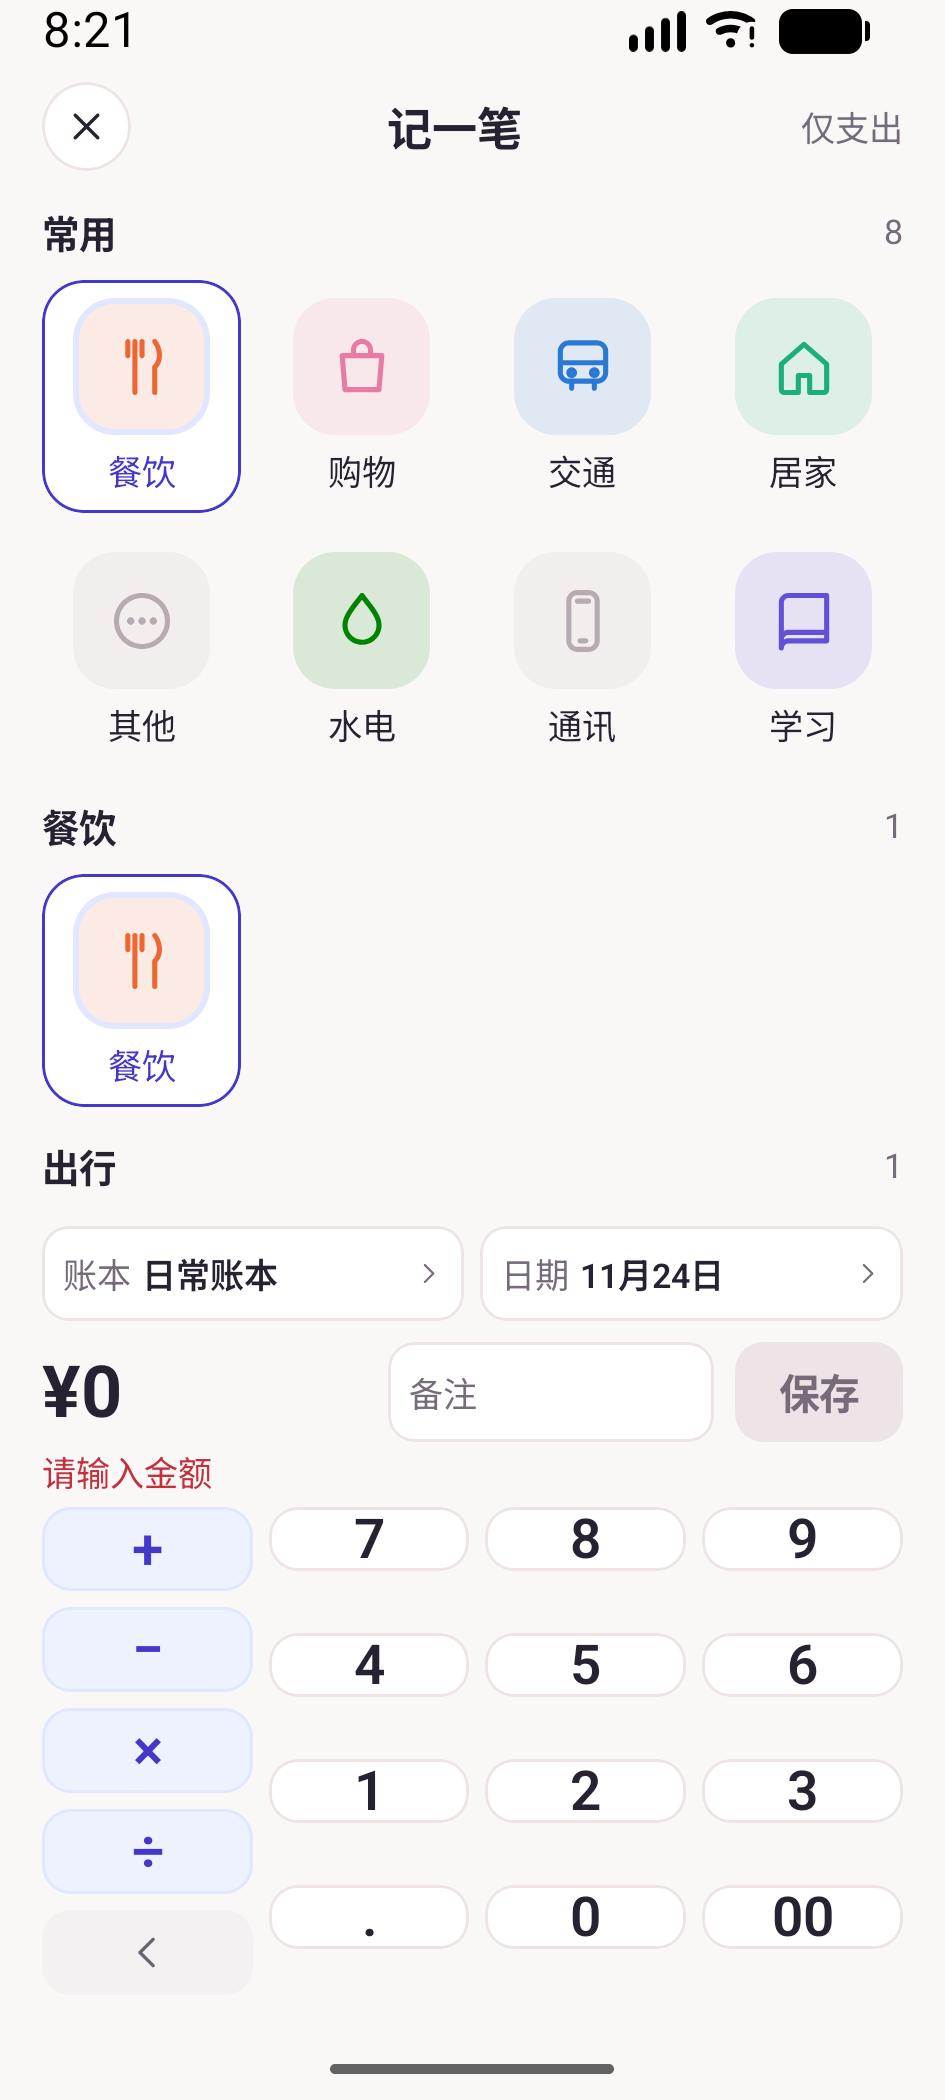 8:21
记一笔
仅支出
常用 8
餐饮 购物 交通 居家
其他 水电 通讯 学习
餐饮 1
餐饮
出行 1
账本 日常账本 日期 11月24日
¥0 备注 保存
请输入金额
+ 7 8 9
− 4 5 6
× 1 2 3
÷ . 0 00